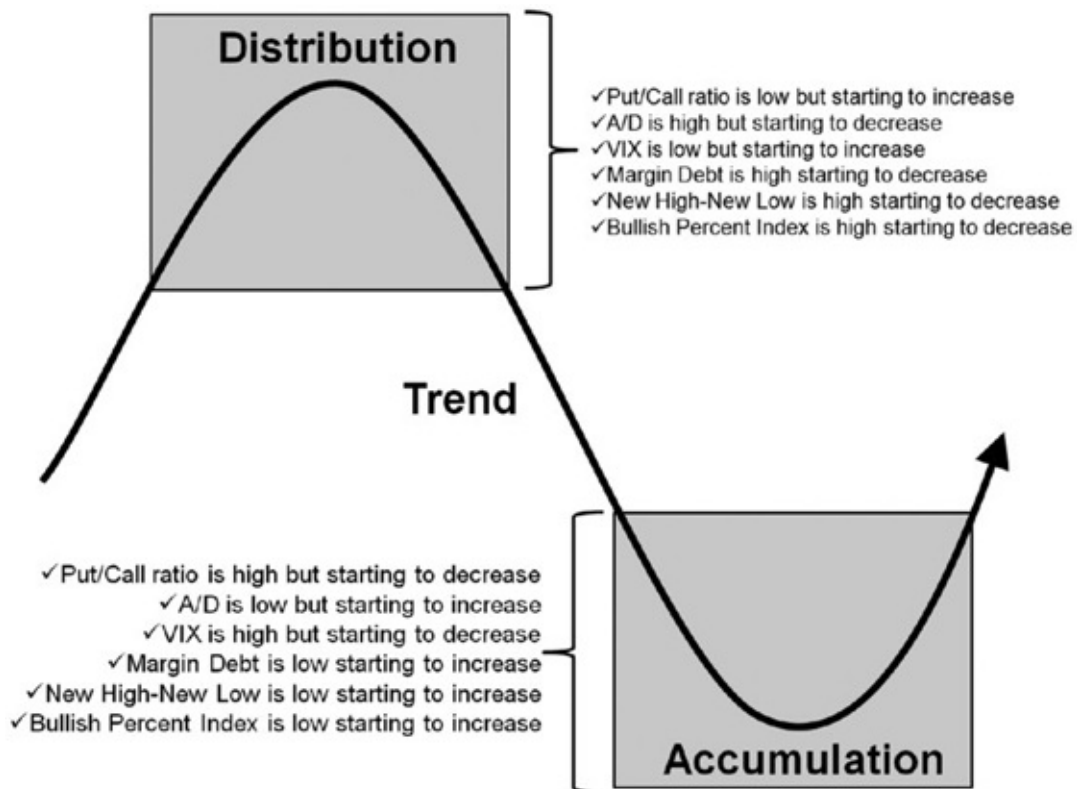 Distribution
✓Put/Call ratio is low but starting to increase
✓A/D is high but starting to decrease
✓VIX is low but starting to increase
✓Margin Debt is high starting to decrease
✓New High-New Low is high starting to decrease
✓Bullish Percent Index is high starting to decrease
Trend
✓Put/Call ratio is high but starting to decrease
✓A/D is low but starting to increase
✓VIX is high but starting to decrease
✓Margin Debt is low starting to increase
✓New High-New Low is low starting to increase
✓Bullish Percent Index is low starting to increase
Accumulation